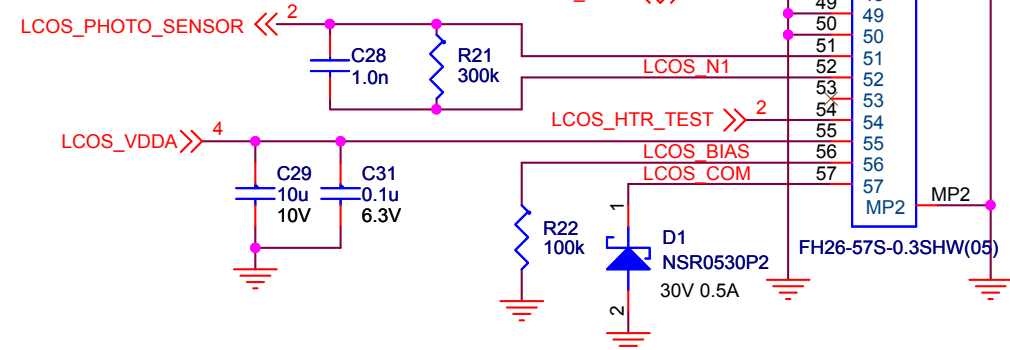 49
49
50
50
LCOS_PHOTO_SENSOR 2
51
51
C28
1.0n
R21
300k
LCOS_N1
52
52
53
53
LCOS_HTR_TEST 2
54
54
LCOS_VDDA 4
55
55
LCOS_BIAS
56
56
LCOS_COM
57
57
C29
10u
10V
C31
0.1u
6.3V
MP2
MP2
1
R22
100k
D1
NSR0530P2
30V 0.5A
2
FH26-57S-0.3SHW(05)